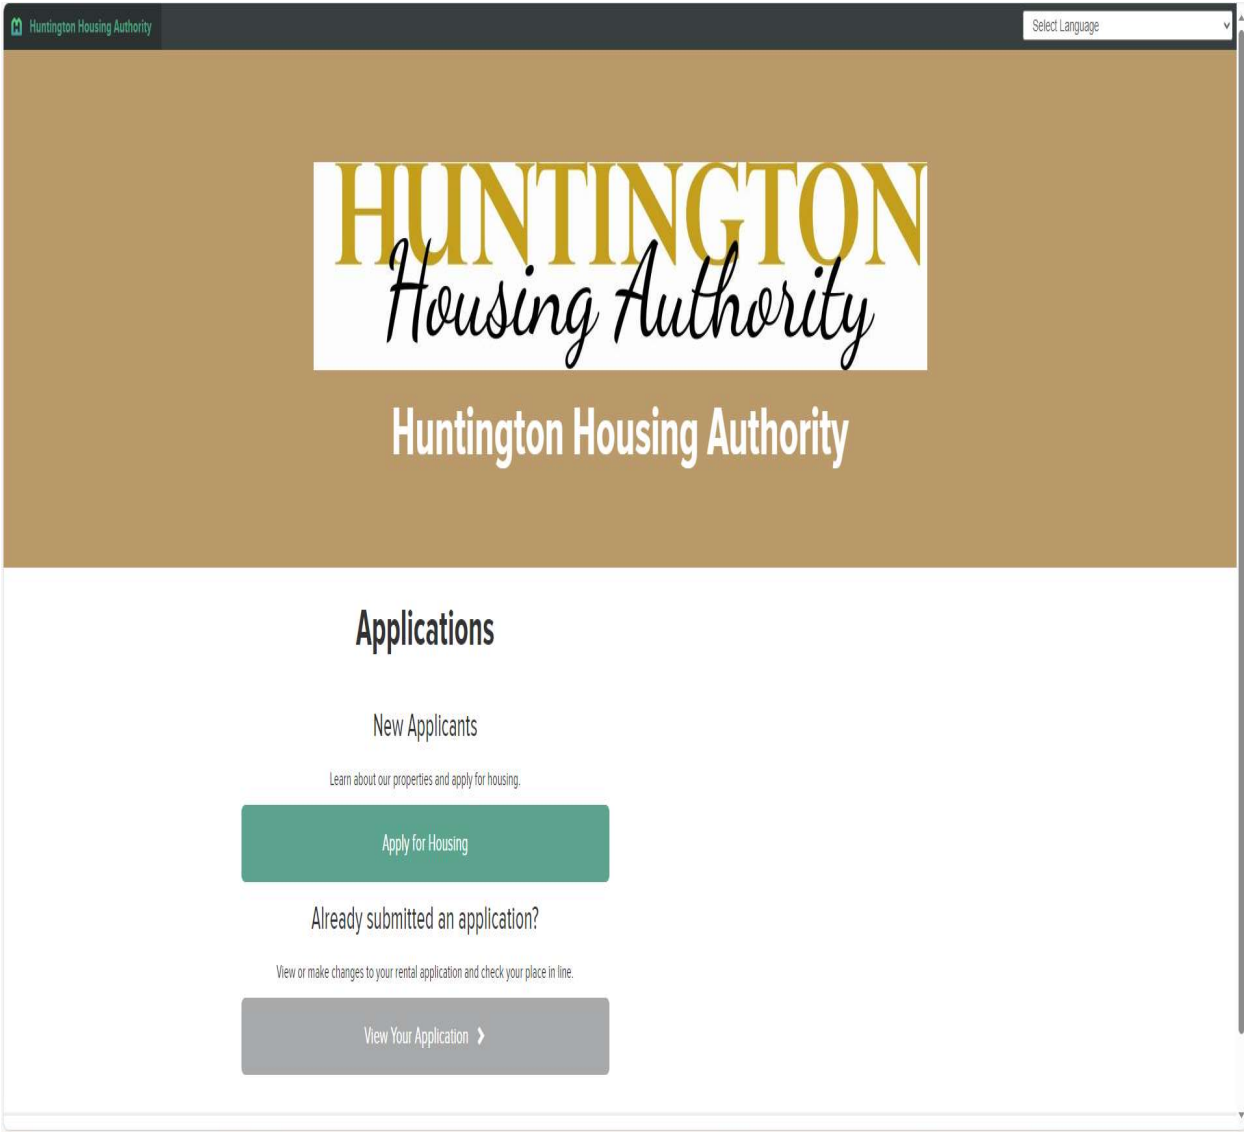 Huntington Housing Authority
Select Language
HUNTINGTON
Housing Authority
Huntington Housing Authority
Applications
New Applicants
Learn about our properties and apply for housing.
Apply for Housing
Already submitted an application?
View or make changes to your rental application and check your place in line.
View Your Application